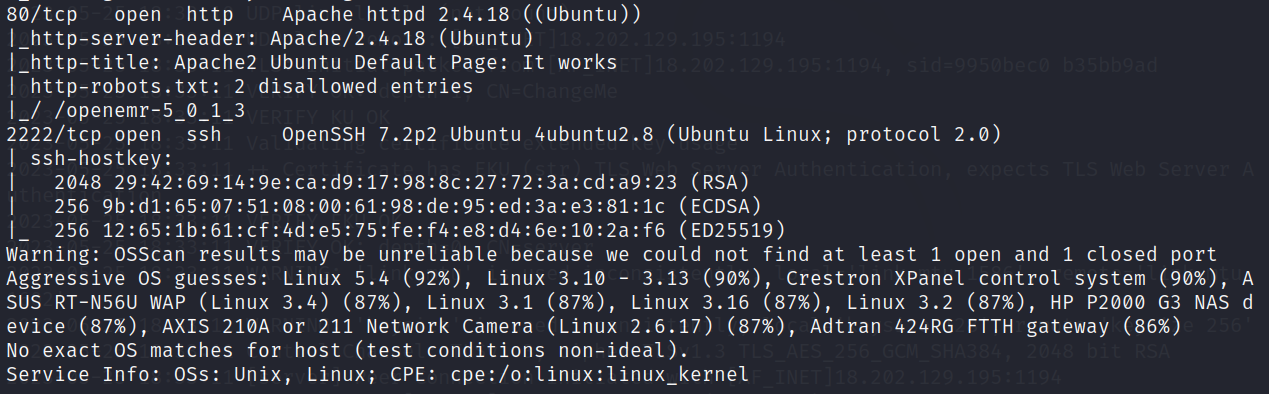 80/tcp   open  http    Apache httpd 2.4.18 ((Ubuntu))
|_http-server-header: Apache/2.4.18 (Ubuntu)
|_http-title: Apache2 Ubuntu Default Page: It works
| http-robots.txt: 2 disallowed entries
|_/ /openemr-5_0_1_3
2222/tcp open  ssh     OpenSSH 7.2p2 Ubuntu 4ubuntu2.8 (Ubuntu Linux; protocol 2.0)
| ssh-hostkey:
|   2048 29:42:69:14:9e:ca:d9:17:98:8c:27:72:3a:cd:a9:23 (RSA)
|   256 9b:d1:65:07:51:08:00:61:98:de:95:ed:3a:e3:81:1c (ECDSA)
|_  256 12:65:1b:61:cf:4d:e5:75:fe:f4:e8:d4:6e:10:2a:f6 (ED25519)
Warning: OSScan results may be unreliable because we could not find at least 1 open and 1 closed port
Aggressive OS guesses: Linux 5.4 (92%), Linux 3.10 - 3.13 (90%), Crestron XPanel control system (90%), A
SUS RT-N56U WAP (Linux 3.4) (87%), Linux 3.1 (87%), Linux 3.16 (87%), Linux 3.2 (87%), HP P2000 G3 NAS d
evice (87%), AXIS 210A or 211 Network Camera (Linux 2.6.17) (87%), Adtran 424RG FTTH gateway (86%)
No exact OS matches for host (test conditions non-ideal).
Service Info: OSs: Unix, Linux; CPE: cpe:/o:linux:linux_kernel